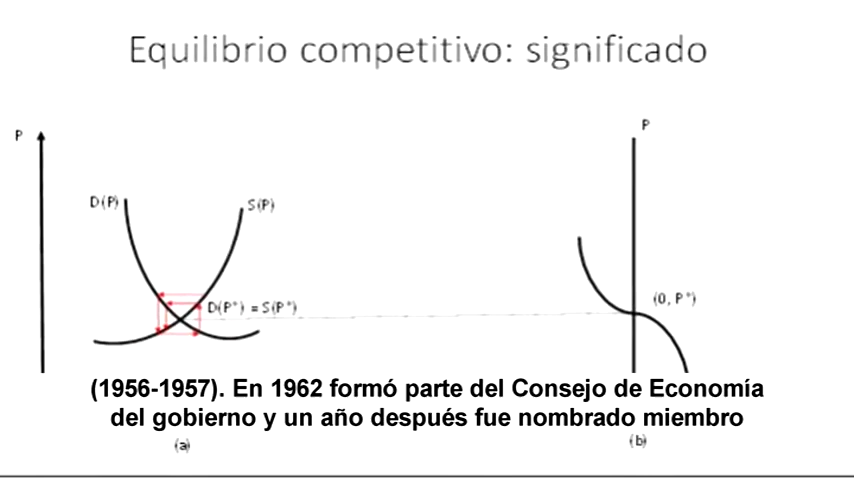 Equilibrio competitivo: significado
P
P
D(P)
S(P)
D(P*) = S(P*)
(0, P*)
(1956-1957). En 1962 formó parte del Consejo de Economía
del gobierno y un año después fue nombrado miembro
(a)
(b)